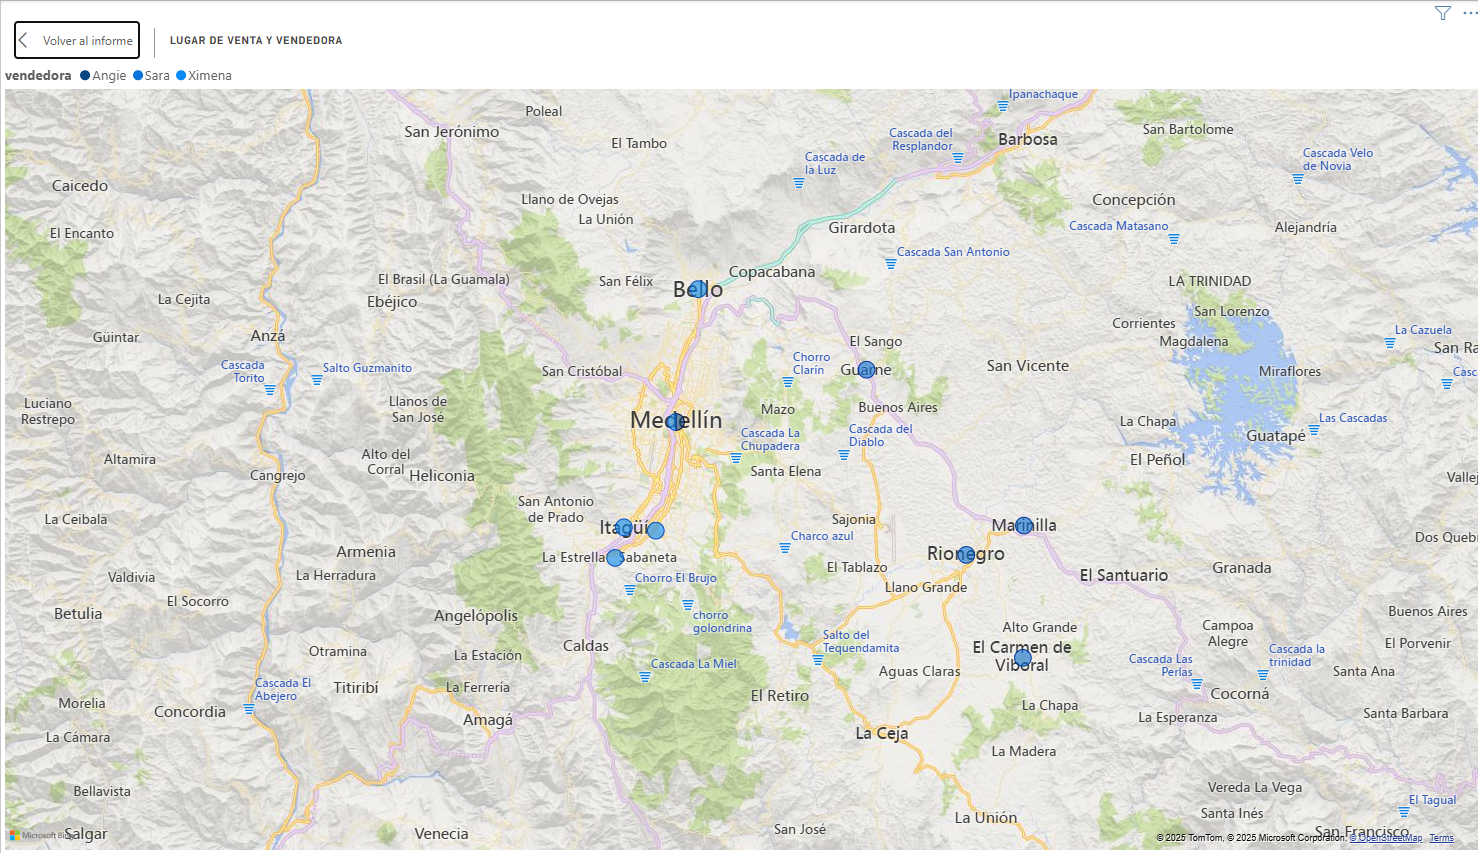 Volver al informe
LUGAR DE VENTA Y VENDEDORA
vendedora Angie Sara Ximena
Ipanachaque
Poleal
San Jerónimo
El Tambo
Cascada del
Resplandor
Barbosa
San Bartolome
Cascada de
la Luz
Cascada Velo
de Novia
Caicedo
Llano de Ovejas
La Unión
Concepción
Cascada Matasano
Alejandría
Girardota
El Encanto
Cascada San Antonio
Copacabana
El Brasil (La Guamala)
San Félix
LA TRINIDAD
Bello
La Cejita
Ebéjico
San Lorenzo
Corrientes
Magdalena
La Cazuela
Güintar
Anzá
El Sango
San Ra
Cascada
Torito
Salto Guzmanito
San Cristóbal
Chorro
Clarín
Guarne
San Vicente
Miraflores
Casc
Luciano
Restrepo
Llanos de
San José
Mazo
Buenos Aires
Medellín
La Chapa
Las Cascadas
Cascada La
Chupadera
Cascada del
Diablo
Guatapé
Altamira
Alto del
Corral
El Peñol
Cangrejo
Heliconia
Santa Elena
Vallej
San Antonio
de Prado
La Ceibala
Itagüí
Sajonia
Marinilla
Charco azul
Dos Queb
Armenia
La Estrella
Sabaneta
Rionegro
Valdivia
La Herradura
Chorro El Brujo
El Tablazo
Llano Grande
El Santuario
Granada
El Socorro
Betulia
Angelópolis
chorro
golondrina
Alto Grande
Campoa
Alegre
Buenos Aires
Otramina
La Estación
Caldas
Salto del
Tequendamita
El Carmen de
Viboral
El Porvenir
Cascada La Miel
Cascada Las
Perlas
Cascada la
trinidad
Aguas Claras
Santa Ana
Cascada El
Abejero
Titiribí
La Ferrería
El Retiro
Cocorná
Morelia
Concordia
Amagá
La Chapa
La Esperanza
Santa Barbara
La Cámara
La Ceja
La Madera
Bellavista
Vereda La Vega
El Tagual
La Unión
Santa Inés
Salgar
Venecia
San José
San Francisco
Microsoft Bing
© 2025 TomTom, © 2025 Microsoft Corporation, © OpenStreetMap Terms